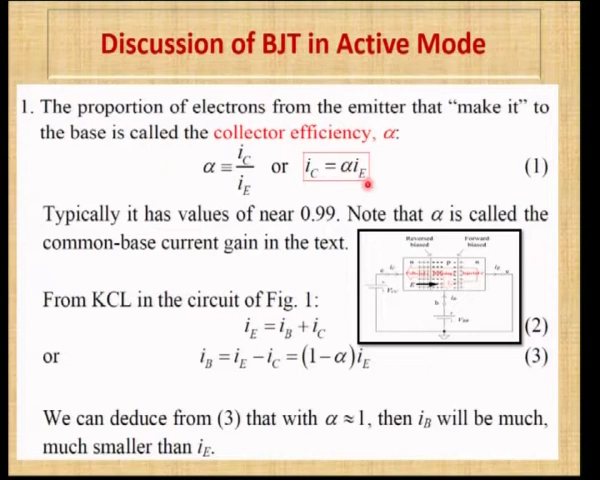 Discussion of BJT in Active Mode
1. The proportion of electrons from the emitter that “make it” to
the base is called the collector efficiency, α:
α ≡ i_C / i_E or i_C = αi_E (1)
Typically it has values of near 0.99. Note that α is called the
common-base current gain in the text.
Reversed biased Forward biased
n p n
From KCL in the circuit of Fig. 1:
i_E = i_B + i_C (2)
or i_B = i_E − i_C = (1−α)i_E (3)
We can deduce from (3) that with α ≈ 1, then i_B will be much,
much smaller than i_E.